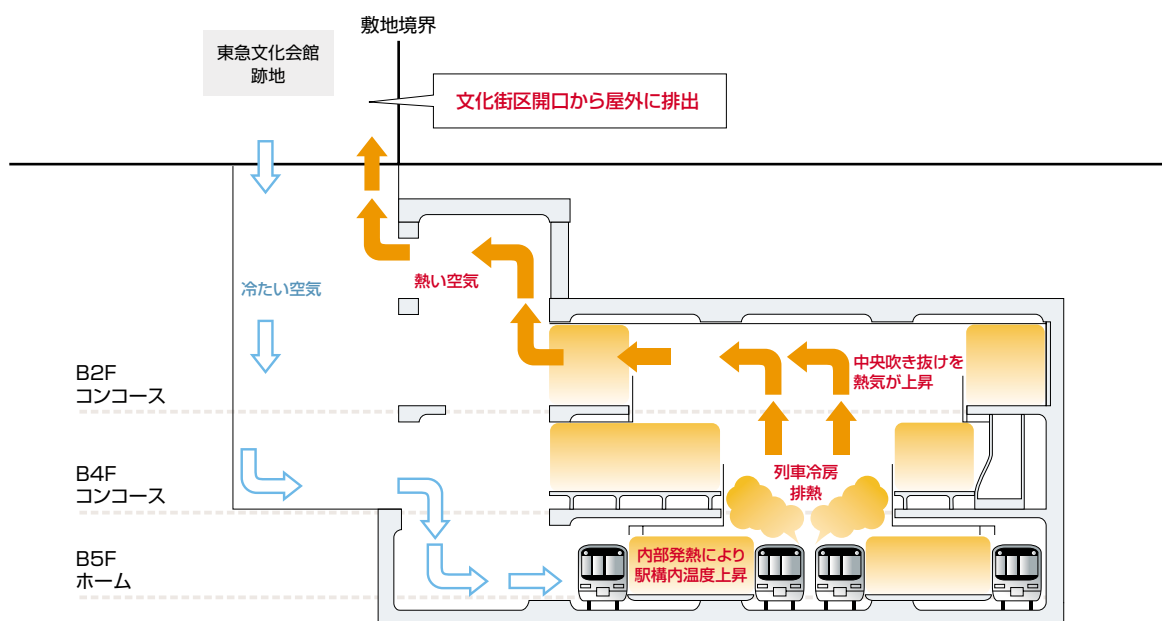 敷地境界
東急文化会館
跡地
文化街区開口から屋外に排出
冷たい空気
熱い空気
中央吹き抜けを
熱気が上昇
B2F
コンコース
列車冷房
排熱
B4F
コンコース
内部発熱により
駅構内温度上昇
B5F
ホーム